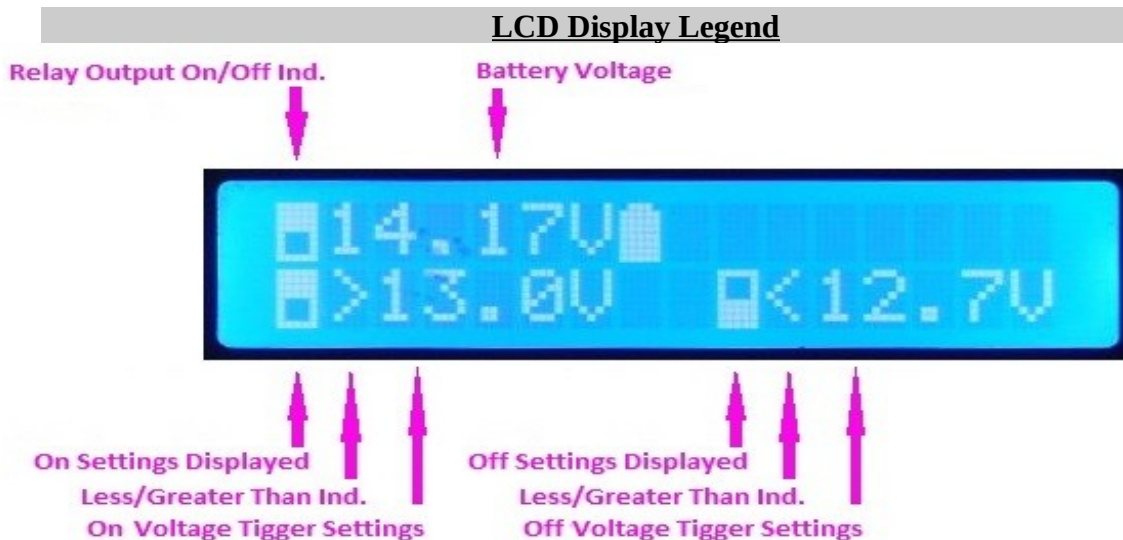 LCD Display Legend
Relay Output On/Off Ind. Battery Voltage
14.17V
>13.0V <12.7V
On Settings Displayed Off Settings Displayed
Less/Greater Than Ind. Less/Greater Than Ind.
On Voltage Tigger Settings Off Voltage Tigger Settings